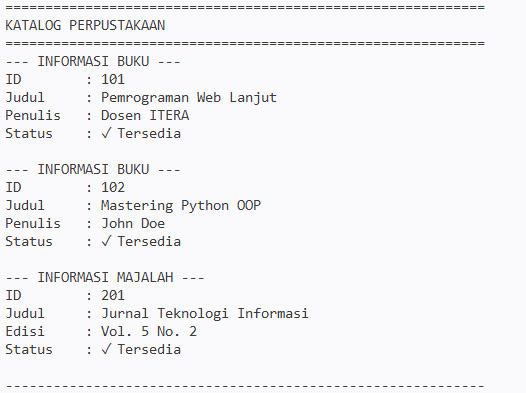 ============================================================
KATALOG PERPUSTAKAAN
============================================================
--- INFORMASI BUKU ---
ID        : 101
Judul     : Pemrograman Web Lanjut
Penulis   : Dosen ITERA
Status    : ✓ Tersedia

--- INFORMASI BUKU ---
ID        : 102
Judul     : Mastering Python OOP
Penulis   : John Doe
Status    : ✓ Tersedia

--- INFORMASI MAJALAH ---
ID        : 201
Judul     : Jurnal Teknologi Informasi
Edisi     : Vol. 5 No. 2
Status    : ✓ Tersedia

------------------------------------------------------------